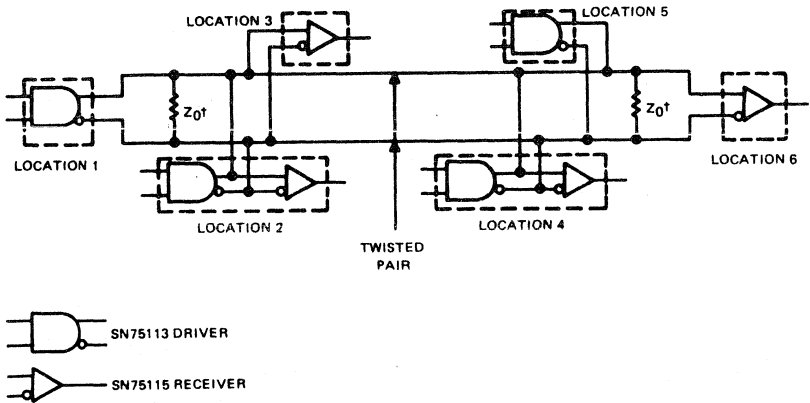 LOCATION 3
LOCATION 5
Z0†
Z0†
LOCATION 1
LOCATION 6
LOCATION 2
LOCATION 4
TWISTED
PAIR
SN75113 DRIVER
SN75115 RECEIVER